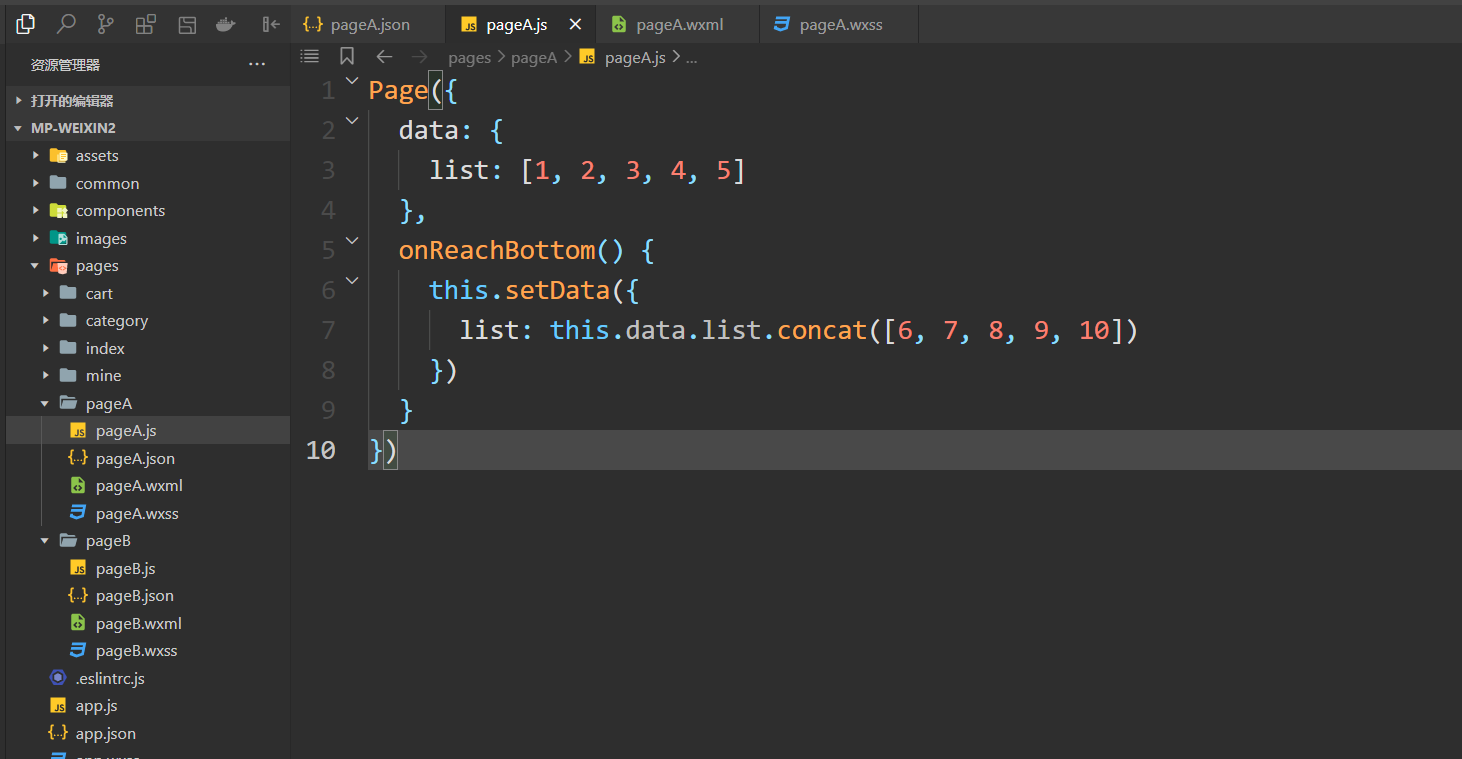 pageA.json
pageA.js
pageA.wxml
pageA.wxss
资源管理器
打开的编辑器
MP-WEIXIN2
assets
common
components
images
pages
cart
category
index
mine
pageA
pageA.js
pageA.json
pageA.wxml
pageA.wxss
pageB
pageB.js
pageB.json
pageB.wxml
pageB.wxss
.eslintrc.js
app.js
app.json
app.wxss
pages > pageA > pageA.js > ...
1 Page({
2 data: {
3 list: [1, 2, 3, 4, 5]
4 },
5 onReachBottom() {
6 this.setData({
7 list: this.data.list.concat([6, 7, 8, 9, 10])
8 })
9 }
10 })